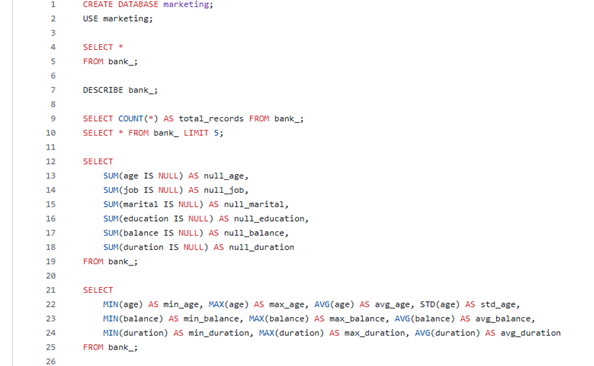 1 CREATE DATABASE marketing;
2 USE marketing;
3
4 SELECT *
5 FROM bank_;
6
7 DESCRIBE bank_;
8
9 SELECT COUNT(*) AS total_records FROM bank_;
10 SELECT * FROM bank_ LIMIT 5;
11
12 SELECT
13 SUM(age IS NULL) AS null_age,
14 SUM(job IS NULL) AS null_job,
15 SUM(marital IS NULL) AS null_marital,
16 SUM(education IS NULL) AS null_education,
17 SUM(balance IS NULL) AS null_balance,
18 SUM(duration IS NULL) AS null_duration
19 FROM bank_;
20
21 SELECT
22 MIN(age) AS min_age, MAX(age) AS max_age, AVG(age) AS avg_age, STD(age) AS std_age,
23 MIN(balance) AS min_balance, MAX(balance) AS max_balance, AVG(balance) AS avg_balance,
24 MIN(duration) AS min_duration, MAX(duration) AS max_duration, AVG(duration) AS avg_duration
25 FROM bank_;
26